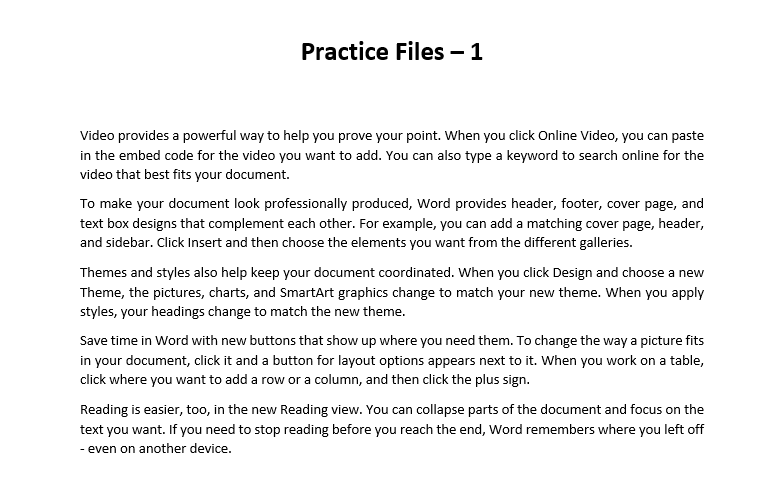 Practice Files – 1
Video provides a powerful way to help you prove your point. When you click Online Video, you can paste
in the embed code for the video you want to add. You can also type a keyword to search online for the
video that best fits your document.
To make your document look professionally produced, Word provides header, footer, cover page, and
text box designs that complement each other. For example, you can add a matching cover page, header,
and sidebar. Click Insert and then choose the elements you want from the different galleries.
Themes and styles also help keep your document coordinated. When you click Design and choose a new
Theme, the pictures, charts, and SmartArt graphics change to match your new theme. When you apply
styles, your headings change to match the new theme.
Save time in Word with new buttons that show up where you need them. To change the way a picture fits
in your document, click it and a button for layout options appears next to it. When you work on a table,
click where you want to add a row or a column, and then click the plus sign.
Reading is easier, too, in the new Reading view. You can collapse parts of the document and focus on the
text you want. If you need to stop reading before you reach the end, Word remembers where you left off
- even on another device.